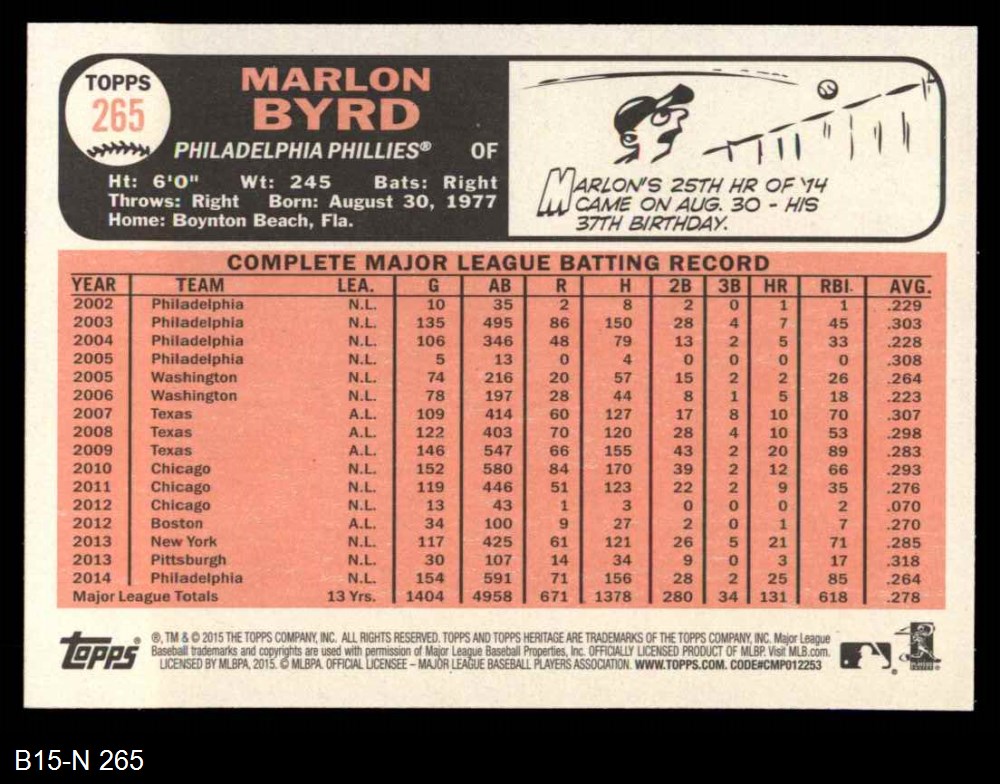 TOPPS
265
MARLON
BYRD
PHILADELPHIA PHILLIES® OF
Ht: 6'0" Wt: 245 Bats: Right
Throws: Right Born: August 30, 1977
Home: Boynton Beach, Fla.
MARLON'S 25TH HR OF '14
CAME ON AUG. 30 - HIS
37TH BIRTHDAY.
COMPLETE MAJOR LEAGUE BATTING RECORD
YEAR TEAM LEA. G AB R H 2B 3B HR RBI. AVG.
2002 Philadelphia N.L. 10 35 2 8 2 0 1 1 .229
2003 Philadelphia N.L. 135 495 86 150 28 4 7 45 .303
2004 Philadelphia N.L. 106 346 48 79 13 2 5 33 .228
2005 Philadelphia N.L. 5 13 0 4 0 0 0 0 .308
2005 Washington N.L. 74 216 20 57 15 2 2 26 .264
2006 Washington N.L. 78 197 28 44 8 1 5 18 .223
2007 Texas A.L. 109 414 60 127 17 8 10 70 .307
2008 Texas A.L. 122 403 70 120 28 4 10 53 .298
2009 Texas A.L. 146 547 66 155 43 2 20 89 .283
2010 Chicago N.L. 152 580 84 170 39 2 12 66 .293
2011 Chicago N.L. 119 446 51 123 22 2 9 35 .276
2012 Chicago N.L. 13 43 1 3 0 0 0 2 .070
2012 Boston A.L. 34 100 9 27 2 0 1 7 .270
2013 New York N.L. 117 425 61 121 26 5 21 71 .285
2013 Pittsburgh N.L. 30 107 14 34 9 0 3 17 .318
2014 Philadelphia N.L. 154 591 71 156 28 2 25 85 .264
Major League Totals 13 Yrs. 1404 4958 671 1378 280 34 131 618 .278
Topps®
®, TM & © 2015 THE TOPPS COMPANY, INC. ALL RIGHTS RESERVED. TOPPS AND TOPPS HERITAGE ARE TRADEMARKS OF THE TOPPS COMPANY, INC. Major League
Baseball trademarks and copyrights are used with permission of Major League Baseball Properties, Inc. OFFICIALLY LICENSED PRODUCT OF MLBP. Visit MLB.com.
LICENSED BY MLBPA, 2015. © MLBPA. OFFICIAL LICENSEE – MAJOR LEAGUE BASEBALL PLAYERS ASSOCIATION. WWW.TOPPS.COM. CODE#CMP012253
B15-N 265